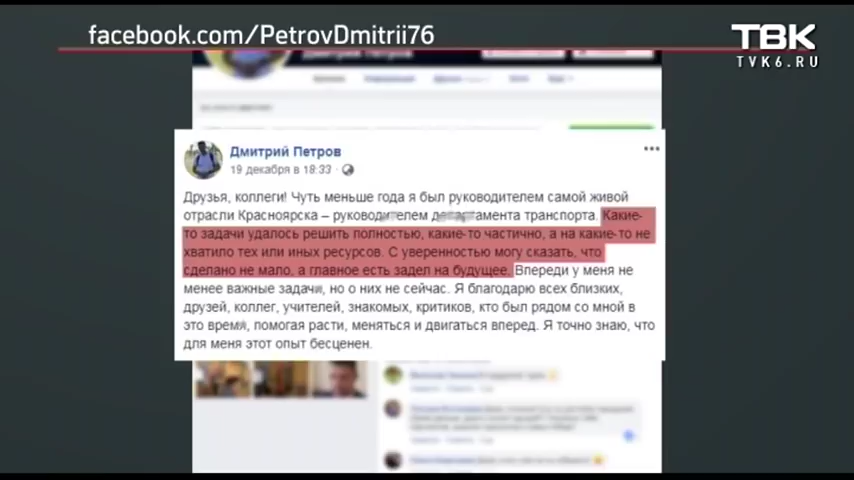 facebook.com/PetrovDmitrii76
ТВК
TVK6.RU
Дмитрий Петров
Дмитрий Петров
19 декабря в 18:33
Друзья, коллеги! Чуть меньше года я был руководителем самой живой
отрасли Красноярска – руководителем департамента транспорта. Какие-
то задачи удалось решить полностью, какие-то частично, а на какие-то не
хватило тех или иных ресурсов. С уверенностью могу сказать, что
сделано не мало, а главное есть задел на будущее. Впереди у меня не
менее важные задачи, но о них не сейчас. Я благодарю всех близких,
друзей, коллег, учителей, знакомых, критиков, кто был рядом со мной в
это время, помогая расти, меняться и двигаться вперед. Я точно знаю, что
для меня этот опыт бесценен.